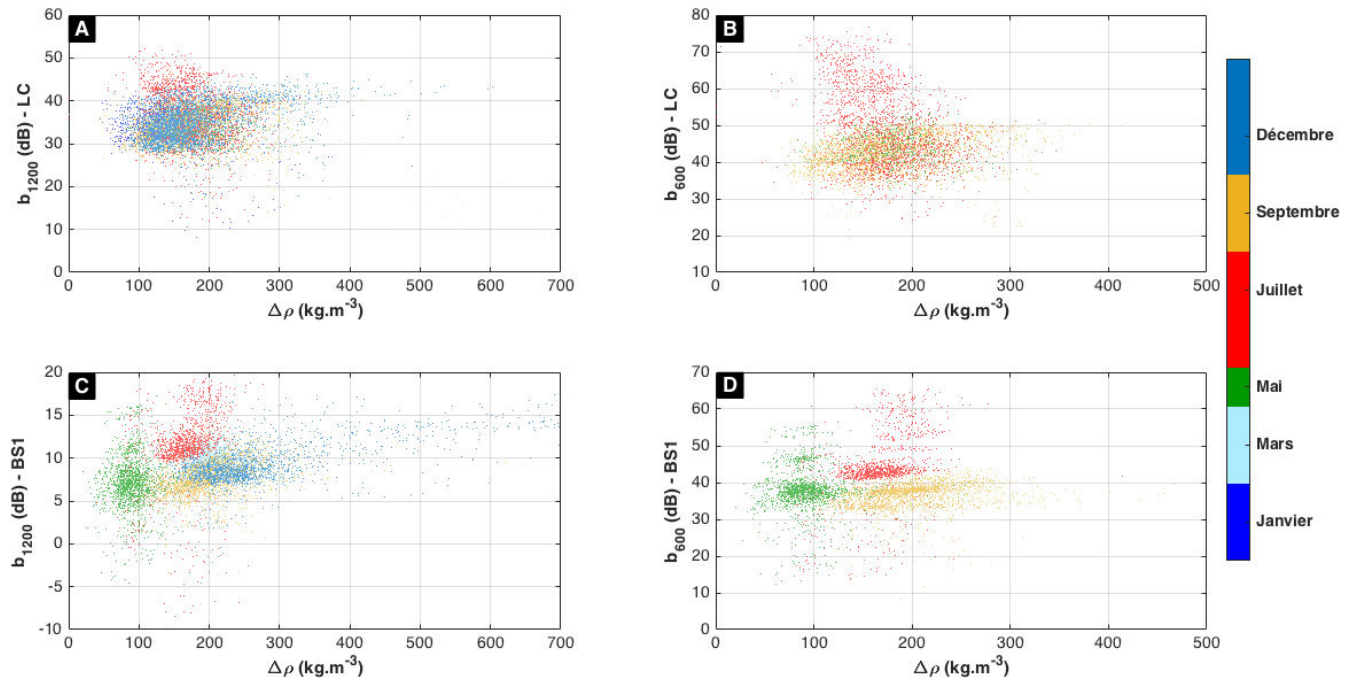 A
b1200 (dB) - LC
60
50
40
30
20
10
0
0 100 200 300 400 500 600 700
Δρ (kg.m-3)
B
b600 (dB) - LC
80
70
60
50
40
30
20
10
0 100 200 300 400 500
Δρ (kg.m-3)
C
b1200 (dB) - BS1
20
15
10
5
0
-5
-10
0 100 200 300 400 500 600 700
Δρ (kg.m-3)
D
b600 (dB) - BS1
70
60
50
40
30
20
10
0
0 100 200 300 400 500
Δρ (kg.m-3)
Décembre
Septembre
Juillet
Mai
Mars
Janvier